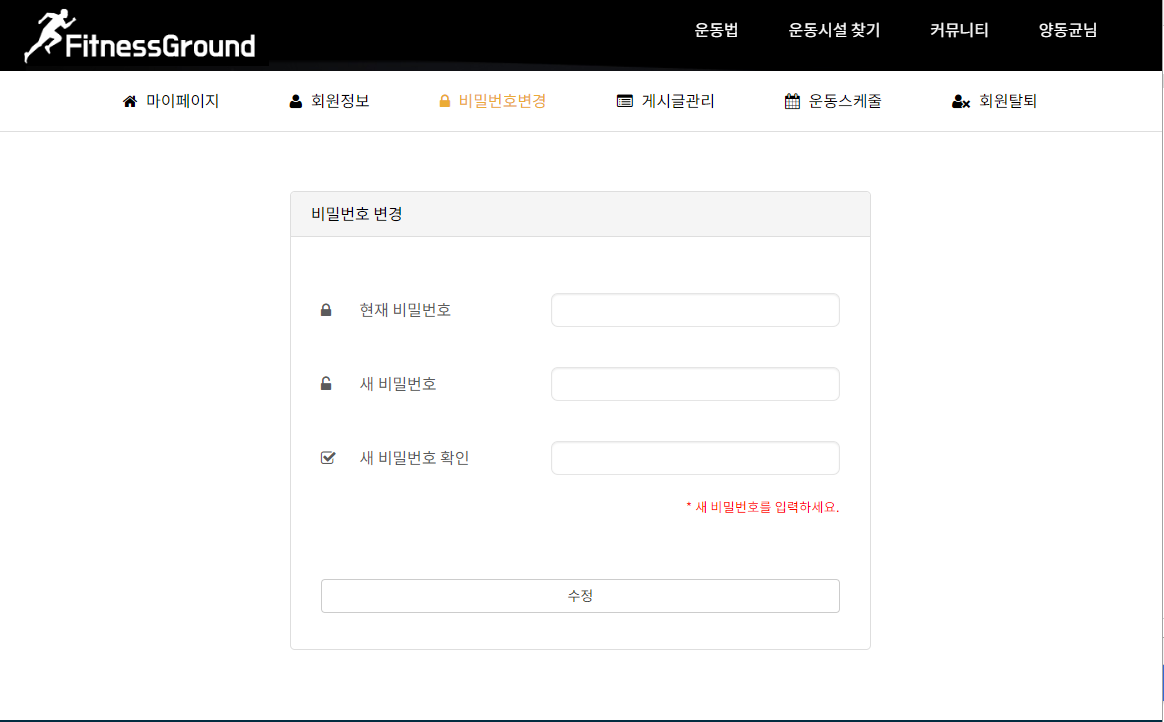 FitnessGround
운동법 운동시설 찾기 커뮤니티 양동균님
마이페이지 회원정보 비밀번호변경 게시글관리 운동스케줄 회원탈퇴
비밀번호 변경
현재 비밀번호
새 비밀번호
새 비밀번호 확인
* 새 비밀번호를 입력하세요.
수정